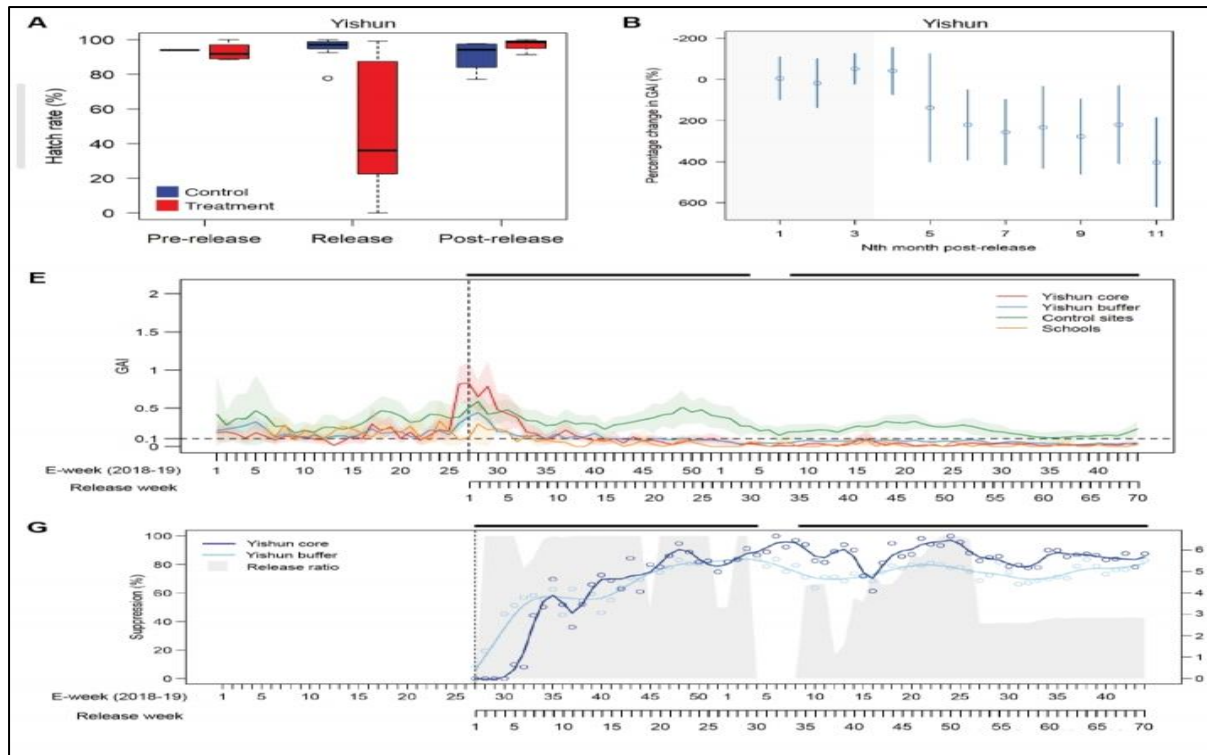 A
Yishun
Hatch rate (%)
100
80
60
40
20
0
Control
Treatment
Pre-release
Release
Post-release
B
Yishun
Percentage change in GAI (%)
-200
0
200
400
600
1 3 5 7 9 11
Nth month post-release
E
GAI
2
1.5
1
0.5
0.1
0
Yishun core
Yishun buffer
Control sites
Schools
E-week (2018-19) 1 5 10 15 20 25 30 35 40 45 50 1 5 10 15 20 25 30 35 40
Release week 1 5 10 15 20 25 30 35 40 45 50 55 60 65 70
G
Suppression (%)
100
80
60
40
20
0
Yishun core
Yishun buffer
Release ratio
6
5
4
3
2
1
0
E-week (2018-19) 1 5 10 15 20 25 30 35 40 45 50 1 5 10 15 20 25 30 40
Release week 1 5 10 15 20 25 30 35 40 45 50 55 60 65 70